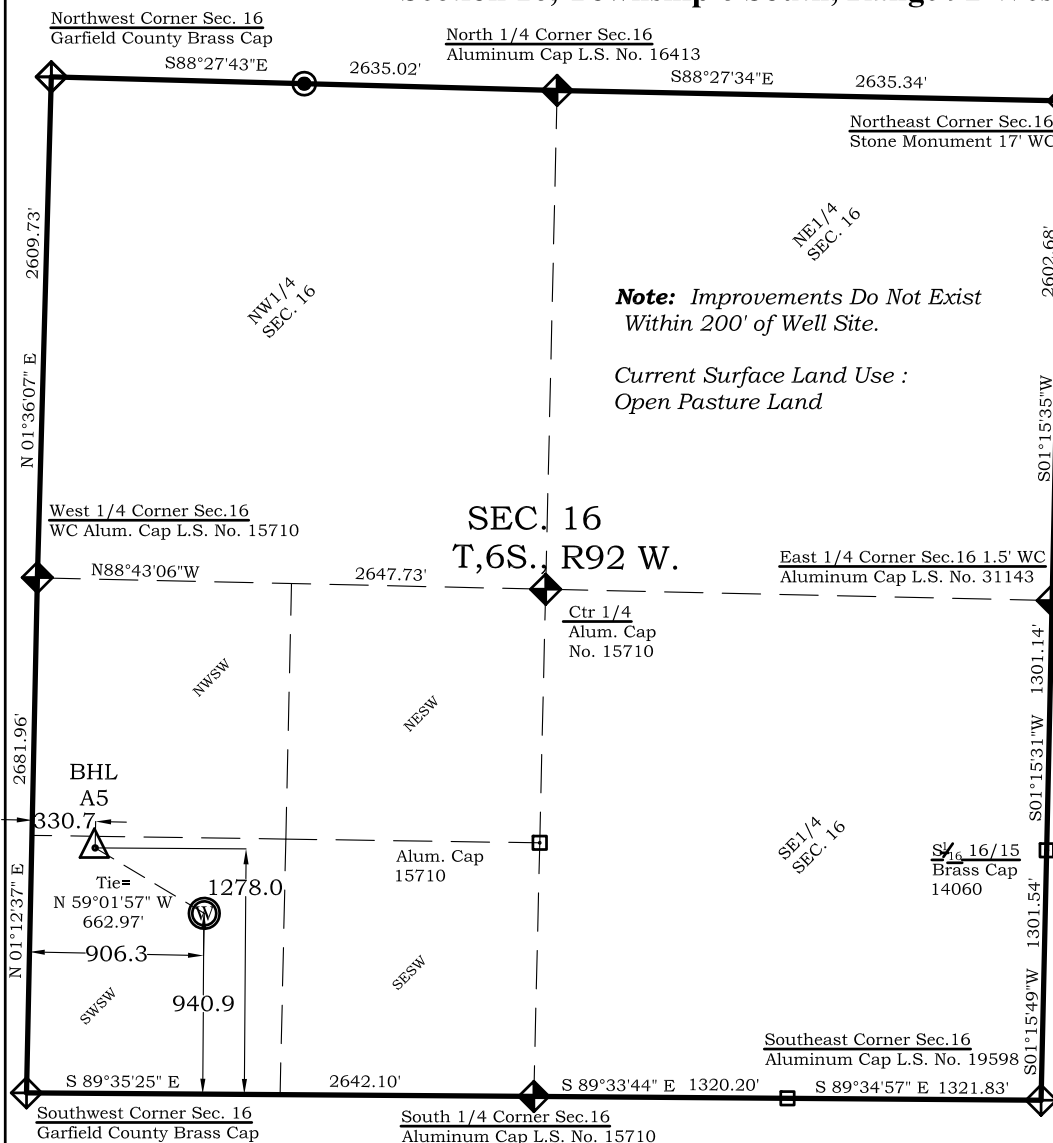 Northwest Corner Sec. 16
Garfield County Brass Cap
North 1/4 Corner Sec.16
Aluminum Cap L.S. No. 16413
S88°27'43"E
2635.02'
S88°27'34"E
2635.34'
Northeast Corner Sec.16
Stone Monument 17' WC
2609.73'
N 01°36'07" E
NW1/4
SEC. 16
NE1/4
SEC. 16
2602.68'
S01°15'35"W
Note: Improvements Do Not Exist
Within 200' of Well Site.
Current Surface Land Use :
Open Pasture Land
West 1/4 Corner Sec.16
WC Alum. Cap L.S. No. 15710
SEC. 16
T,6S., R92 W.
East 1/4 Corner Sec.16 1.5' WC
Aluminum Cap L.S. No. 31143
N88°43'06"W
2647.73'
Ctr 1/4
Alum. Cap
No. 15710
NWSW
NESW
1301.14'
S01°15'31"W
2681.96'
N 01°12'37" E
BHL
A5
330.7
Tie=
N 59°01'57" W
662.97'
1278.0
W
906.3
940.9
Alum. Cap
15710
SE1/4
SEC. 16
S 1/16 16/15
Brass Cap
14060
1301.54'
S01°15'49"W
SWSW
SESW
Southeast Corner Sec.16
Aluminum Cap L.S. No. 19598
S 89°35'25" E
2642.10'
S 89°33'44" E 1320.20'
S 89°34'57" E 1321.83'
Southwest Corner Sec. 16
Garfield County Brass Cap
South 1/4 Corner Sec.16
Aluminum Cap L.S. No. 15710